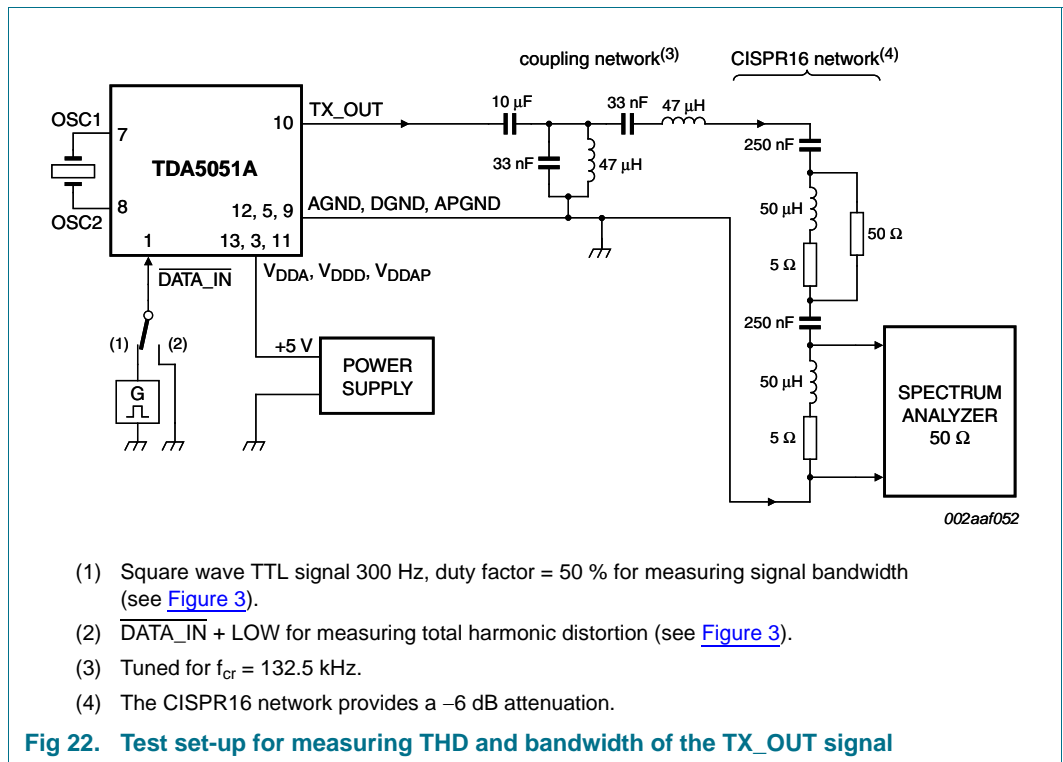 coupling network(3)
CISPR16 network(4)
OSC1
7
TDA5051A
10
TX_OUT
10 μF
33 nF
47 μH
33 nF
47 μH
250 nF
50 μH
50 Ω
5 Ω
8
OSC2
12, 5, 9
AGND, DGND, APGND
1
13, 3, 11
DATA_IN
VDDA, VDDD, VDDAP
250 nF
(1)
(2)
+5 V
POWER
SUPPLY
G
50 μH
5 Ω
SPECTRUM
ANALYZER
50 Ω
002aaf052
(1) Square wave TTL signal 300 Hz, duty factor = 50 % for measuring signal bandwidth
(see Figure 3).
(2) DATA_IN + LOW for measuring total harmonic distortion (see Figure 3).
(3) Tuned for fcr = 132.5 kHz.
(4) The CISPR16 network provides a −6 dB attenuation.
Fig 22. Test set-up for measuring THD and bandwidth of the TX_OUT signal